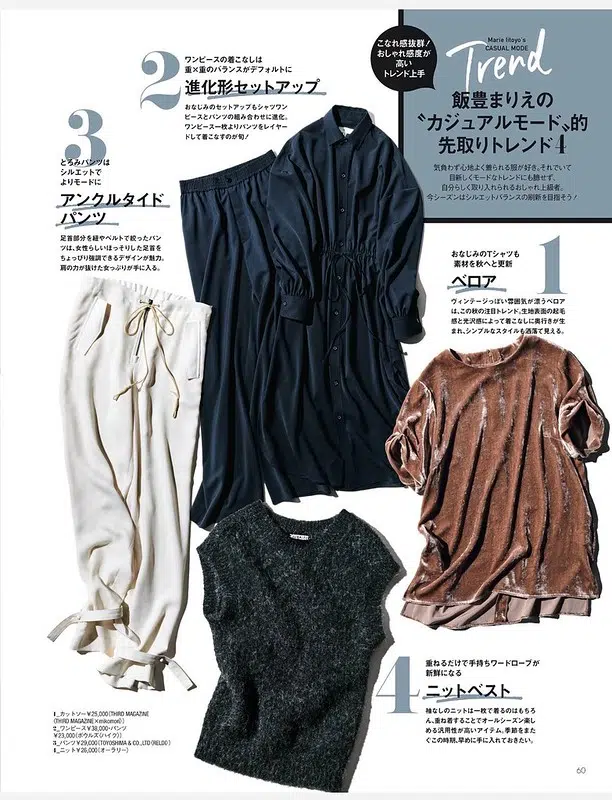 Marie Iitoyo's
CASUAL MODE
Trend
こなれ感抜群！
おしゃれ感度が
高い
トレンド上手
飯豊まりえの
〝カジュアルモード〟的
先取りトレンド4
気負わず心地よく着られる服が好き。それでいて
目新しくモードなトレンドにも臆せず、
自分らしく取り入れられるおしゃれ上級者。
今シーズンはシルエットバランスの刷新を目指そう！
1
おなじみのTシャツも
素材を秋へと更新
ベロア
ヴィンテージっぽい雰囲気が漂うベロア
は、この秋の注目トレンド。生地表面の起毛
感と光沢感によって着こなしに奥行きが生
まれ、シンプルなスタイルも洒落て見える。
2
ワンピースの着こなしは
重×重のバランスがデフォルトに
進化形セットアップ
おなじみのセットアップもシャツワン
ピースとパンツの組み合わせに進化。
ワンピース一枚よりパンツをレイヤー
ドして着こなすのが旬！
3
とろみパンツは
シルエットで
よりモードに
アンクルタイド
パンツ
足首部分を紐やベルトで絞ったパン
ツは、女性らしいほっそりした足首を
ちょっぴり強調できるデザインが魅力。
肩の力が抜けた女っぷりが手に入る。
4
重ねるだけで手持ちワードローブが
新鮮になる
ニットベスト
袖なしのニットは一枚で着るのはもちろ
ん、重ね着することでオールシーズン楽し
める汎用性が高いアイテム。季節をまた
ぐこの時期、早めに手に入れておきたい。
1_カットソー¥25,000（THIRD MAGAZINE
〈THIRD MAGAZINE×mikomori〉）
2_ワンピース¥38,000・パンツ
¥23,000（ボウルズ〈ハイク〉）
3_パンツ¥29,000（TOYOSHIMA & CO.,LTD〈RELDI〉）
4_ニット¥26,000（オーラリー）
60